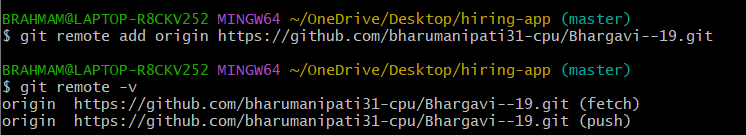 BRAHMAM@LAPTOP-R8CKV252 MINGW64 ~/OneDrive/Desktop/hiring-app (master)
$ git remote add origin https://github.com/bharumanipati31-cpu/Bhargavi--19.git
BRAHMAM@LAPTOP-R8CKV252 MINGW64 ~/OneDrive/Desktop/hiring-app (master)
$ git remote -v
origin  https://github.com/bharumanipati31-cpu/Bhargavi--19.git (fetch)
origin  https://github.com/bharumanipati31-cpu/Bhargavi--19.git (push)